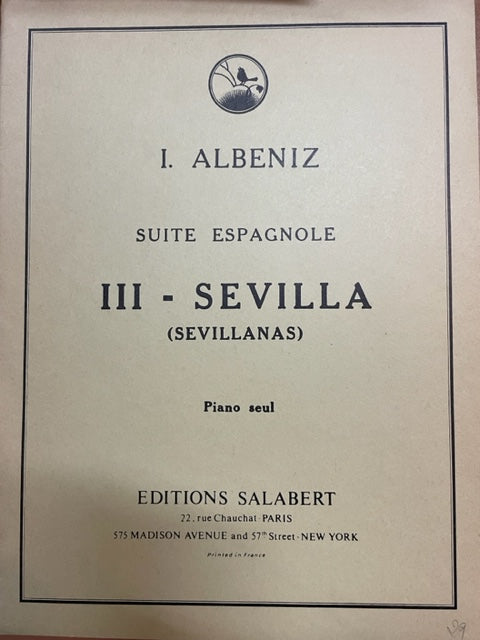 I. ALBENIZ
SUITE ESPAGNOLE
III - SEVILLA
(SEVILLANAS)
Piano seul
EDITIONS SALABERT
22, rue Chauchat - PARIS
575 MADISON AVENUE and 57th Street - NEW YORK
Printed in France